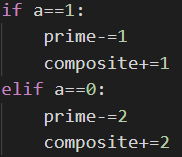 if a==1:
    prime-=1
    composite+=1
elif a==0:
    prime-=2
    composite+=2